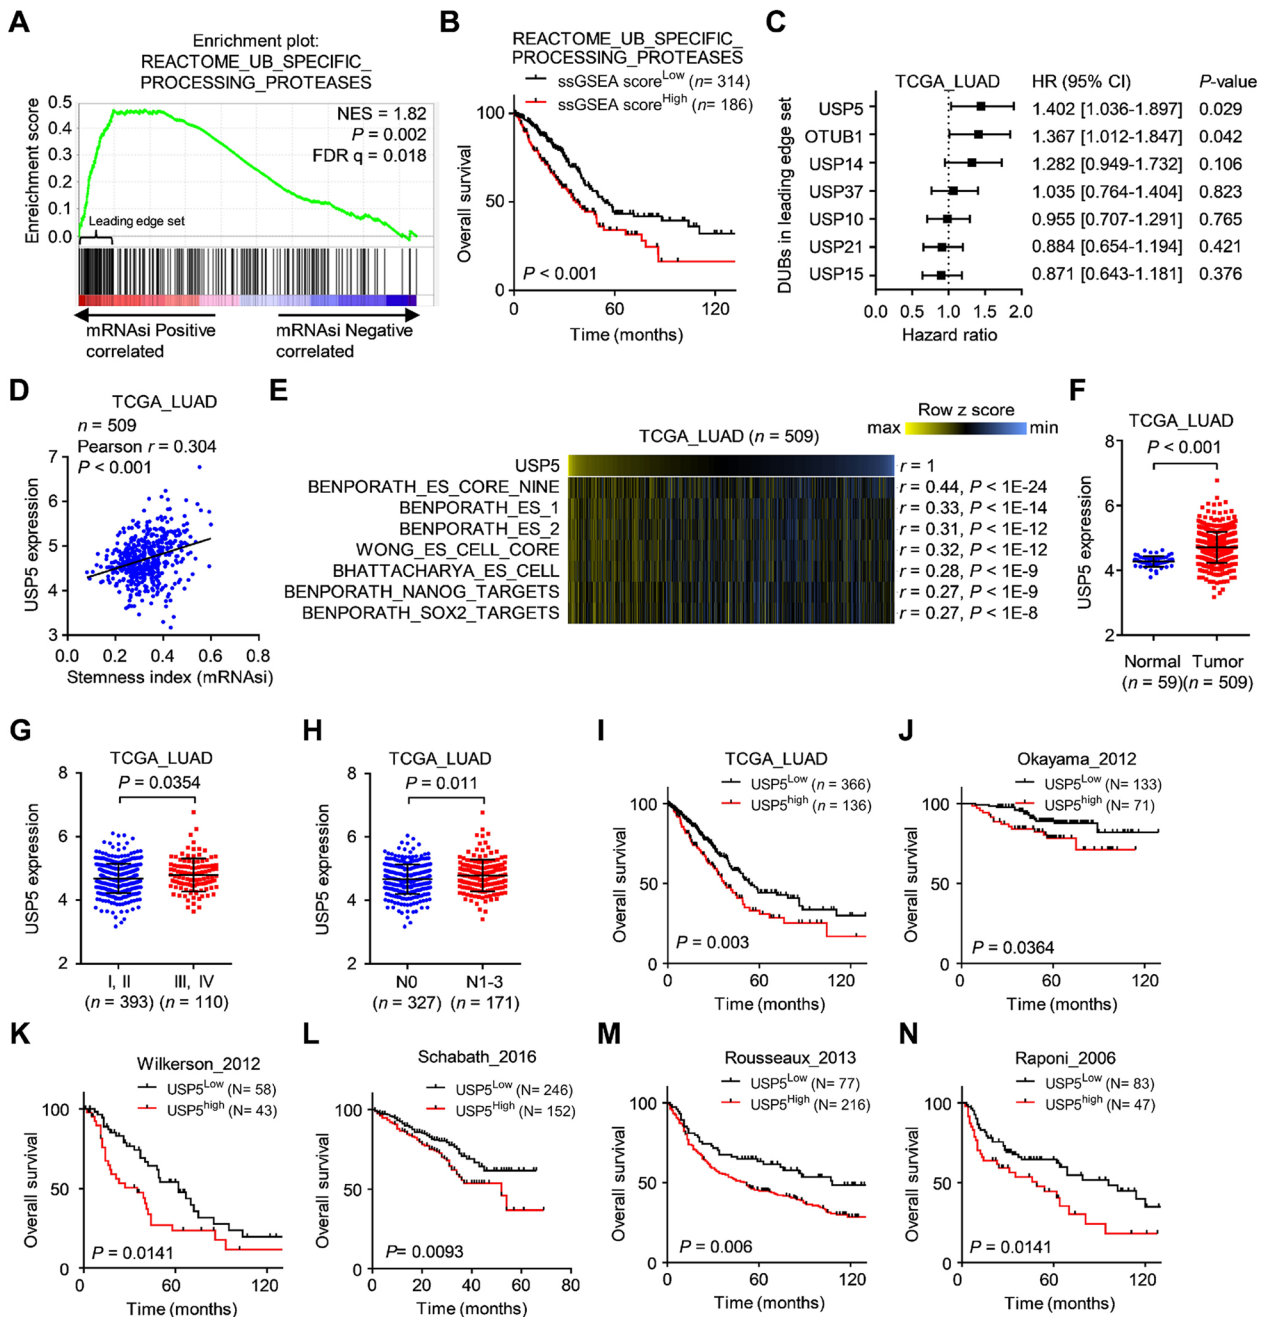 A
Enrichment plot:
REACTOME_UB_SPECIFIC_
PROCESSING_PROTEASES
NES = 1.82
P = 0.002
FDR q = 0.018
Enreichment score
0.5
0.4
0.3
0.2
0.1
0.0
Leading edge set
mRNAsi Positive
correlated
mRNAsi Negative
correlated
B
REACTOME_UB_SPECIFIC_
PROCESSING_PROTEASES
ssGSEA scoreLow (n= 314)
ssGSEA scoreHigh (n= 186)
Overall survival
100
50
0
P < 0.001
0 60 120
Time (months)
C
TCGA_LUAD HR (95% CI) P-value
DUBs in leading edge set
USP5 1.402 [1.036-1.897] 0.029
OTUB1 1.367 [1.012-1.847] 0.042
USP14 1.282 [0.949-1.732] 0.106
USP37 1.035 [0.764-1.404] 0.823
USP10 0.955 [0.707-1.291] 0.765
USP21 0.884 [0.654-1.194] 0.421
USP15 0.871 [0.643-1.181] 0.376
0.0 0.5 1.0 1.5 2.0
Hazard ratio
D
TCGA_LUAD
n = 509
Pearson r = 0.304
P < 0.001
USP5 expression
7
6
5
4
3
0.0 0.2 0.4 0.6 0.8
Stemness index (mRNAsi)
E
Row z score
max min
TCGA_LUAD (n = 509)
USP5 r = 1
BENPORATH_ES_CORE_NINE r = 0.44, P < 1E-24
BENPORATH_ES_1 r = 0.33, P < 1E-14
BENPORATH_ES_2 r = 0.31, P < 1E-12
WONG_ES_CELL_CORE r = 0.32, P < 1E-12
BHATTACHARYA_ES_CELL r = 0.28, P < 1E-9
BENPORATH_NANOG_TARGETS r = 0.27, P < 1E-9
BENPORATH_SOX2_TARGETS r = 0.27, P < 1E-8
F
TCGA_LUAD
P < 0.001
USP5 expression
8
6
4
2
Normal Tumor
(n = 59)(n = 509)
G
TCGA_LUAD
P = 0.0354
USP5 expression
8
6
4
2
I, II III, IV
(n = 393) (n = 110)
H
TCGA_LUAD
P = 0.011
USP5 expression
8
6
4
2
N0 N1-3
(n = 327) (n = 171)
I
TCGA_LUAD
USP5Low (n = 366)
USP5high (n = 136)
Overall survival
100
50
0
P = 0.003
0 60 120
Time (months)
J
Okayama_2012
USP5Low (N= 133)
USP5high (N= 71)
Overall survival
100
50
0
P = 0.0364
0 60 120
Time (months)
K
Wilkerson_2012
USP5Low (N= 58)
USP5high (N= 43)
Overall survival
100
50
0
P = 0.0141
0 60 120
Time (months)
L
Schabath_2016
USP5Low (N= 246)
USP5High (N= 152)
Overall survival
100
50
0
P= 0.0093
0 20 40 60 80
Time (months)
M
Rousseaux_2013
USP5Low (N= 77)
USP5High (N= 216)
Overall survival
100
50
0
P = 0.006
0 60 120
Time (months)
N
Raponi_2006
USP5Low (N= 83)
USP5high (N= 47)
Overall survival
100
50
0
P = 0.0141
0 60 120
Time (months)